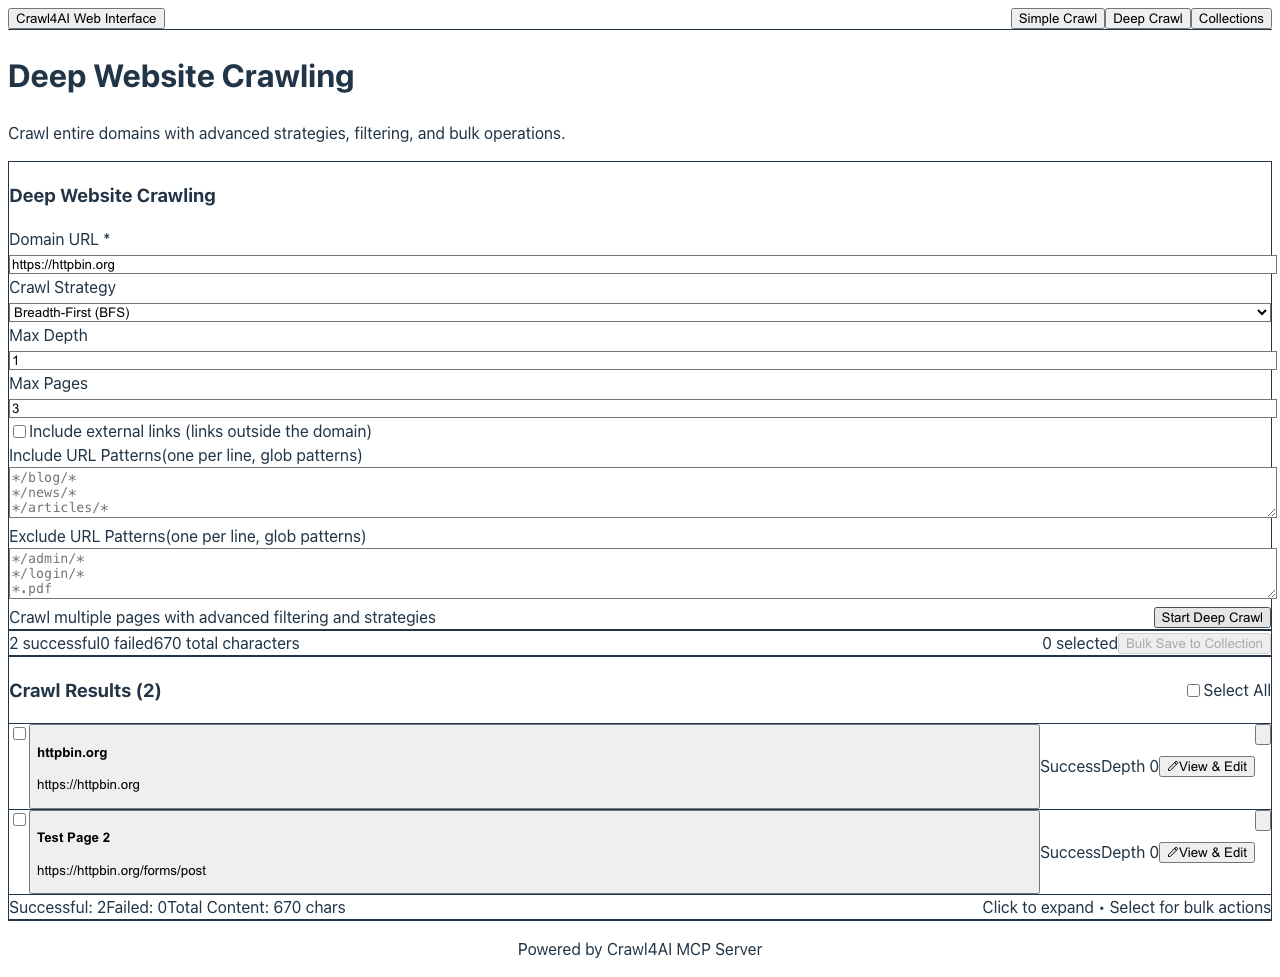 Crawl4AI Web Interface
Simple Crawl Deep Crawl Collections
Deep Website Crawling
Crawl entire domains with advanced strategies, filtering, and bulk operations.
Deep Website Crawling
Domain URL *
https://httpbin.org
Crawl Strategy
Breadth-First (BFS)
Max Depth
1
Max Pages
3
Include external links (links outside the domain)
Include URL Patterns(one per line, glob patterns)
*/blog/*
*/news/*
*/articles/*
Exclude URL Patterns(one per line, glob patterns)
*/admin/*
*/login/*
*.pdf
Crawl multiple pages with advanced filtering and strategies
Start Deep Crawl
2 successful0 failed670 total characters
0 selected Bulk Save to Collection
Crawl Results (2)
Select All
httpbin.org
https://httpbin.org
SuccessDepth 0 View & Edit
Test Page 2
https://httpbin.org/forms/post
SuccessDepth 0 View & Edit
Successful: 2Failed: 0Total Content: 670 chars
Click to expand • Select for bulk actions
Powered by Crawl4AI MCP Server